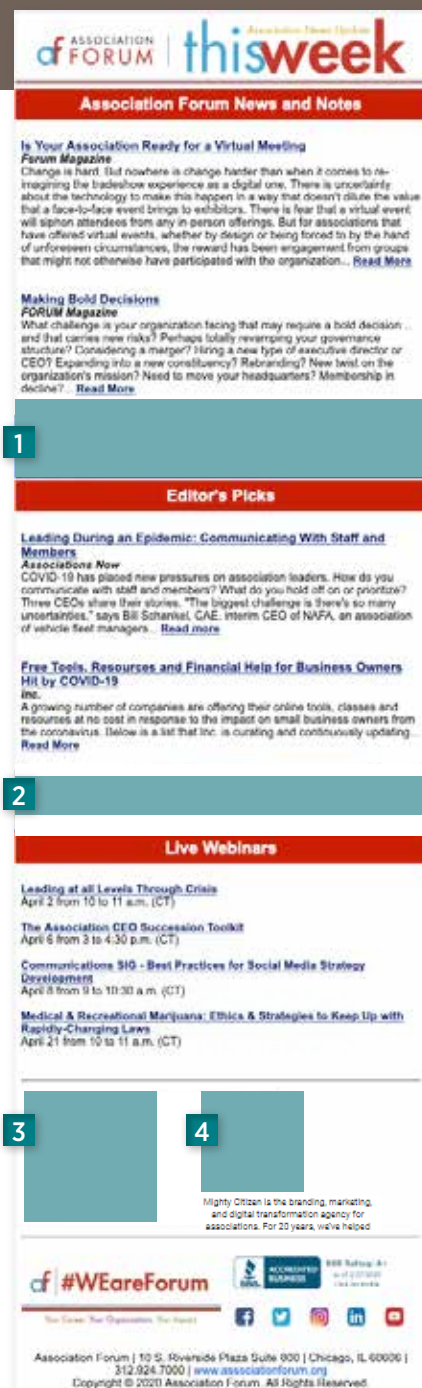 Association News Update
af ASSOCIATION
FORUM
thisweek
Association Forum News and Notes
Is Your Association Ready for a Virtual Meeting
Forum Magazine
Change is hard. But nowhere is change harder than when it comes to re-
imagining the tradeshow experience as a digital one. There is uncertainty
about the technology to make this happen in a way that doesn't dilute the value
that a face-to-face event brings to exhibitors. There is fear that a virtual event
will siphon attendees from any in-person offerings. But for associations that
have offered virtual events, whether by design or being forced to by the hand
of unforeseen circumstances, the reward has been engagement from groups
that might not otherwise have participated with the organization... Read More
Making Bold Decisions
FORUM Magazine
What challenge is your organization facing that may require a bold decision...
and that carries new risks? Perhaps totally revamping your governance
structure? Considering a merger? Hiring a new type of executive director or
CEO? Expanding into a new constituency? Rebranding? New twist on the
organization's mission? Need to move your headquarters? Membership in
decline?... Read More
1
Editor's Picks
Leading During an Epidemic: Communicating With Staff and
Members
Associations Now
COVID-19 has placed new pressures on association leaders. How do you
communicate with staff and members? What do you hold off on or prioritize?
Three CEOs share their stories. "The biggest challenge is there's so many
uncertainties," says Bill Schankel, CAE, interim CEO of NAFA, an association
of vehicle fleet managers... Read more
Free Tools, Resources and Financial Help for Business Owners
Hit by COVID-19
Inc.
A growing number of companies are offering their online tools, classes and
resources at no cost in response to the impact on small business owners from
the coronavirus. Below is a list that Inc. is curating and continuously updating...
Read More
2
Live Webinars
Leading at all Levels Through Crisis
April 2 from 10 to 11 a.m. (CT)
The Association CEO Succession Toolkit
April 6 from 3 to 4:30 p.m. (CT)
Communications SIG - Best Practices for Social Media Strategy
Development
April 8 from 9 to 10:30 a.m. (CT)
Medical & Recreational Marijuana: Ethics & Strategies to Keep Up with
Rapidly-Changing Laws
April 21 from 10 to 11 a.m. (CT)
3
4
Mighty Citizen is the branding, marketing,
and digital transformation agency for
associations. For 20 years, we've helped
af #WEareForum
Your Career. Your Organization. Your Impact.
BBB ACCREDITED
BUSINESS
BBB Rating: A+
Association Forum | 10 S. Riverside Plaza Suite 800 | Chicago, IL 60606 |
312.924.7000 | www.associationforum.org
Copyright © 2020 Association Forum. All Rights Reserved.